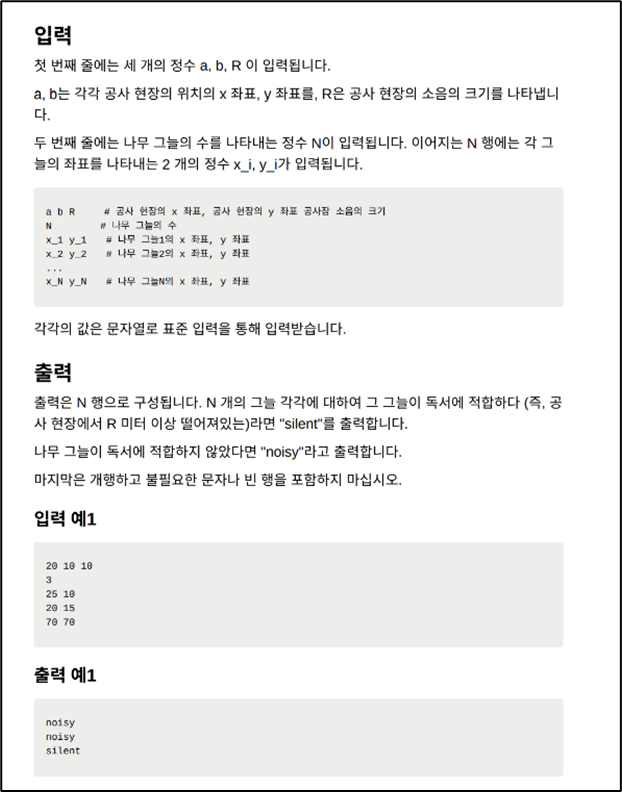 입력
첫 번째 줄에는 세 개의 정수 a, b, R 이 입력됩니다.
a, b는 각각 공사 현장의 위치의 x 좌표, y 좌표를, R은 공사 현장의 소음의 크기를 나타냅니
다.
두 번째 줄에는 나무 그늘의 수를 나타내는 정수 N이 입력됩니다. 이어지는 N 행에는 각 그
늘의 좌표를 나타내는 2 개의 정수 x_i, y_i가 입력됩니다.
a b R     # 공사 현장의 x 좌표, 공사 현장의 y 좌표 공사장 소음의 크기
N        # 나무 그늘의 수
x_1 y_1   # 나무 그늘1의 x 좌표, y 좌표
x_2 y_2   # 나무 그늘2의 x 좌표, y 좌표
...
x_N y_N   # 나무 그늘N의 x 좌표, y 좌표
각각의 값은 문자열로 표준 입력을 통해 입력받습니다.
출력
출력은 N 행으로 구성됩니다. N 개의 그늘 각각에 대하여 그 그늘이 독서에 적합하다 (즉, 공
사 현장에서 R 미터 이상 떨어져있는)라면 "silent"를 출력합니다.
나무 그늘이 독서에 적합하지 않았다면 "noisy"라고 출력합니다.
마지막은 개행하고 불필요한 문자나 빈 행을 포함하지 마십시오.
입력 예1
20 10 10
3
25 10
20 15
70 70
출력 예1
noisy
noisy
silent